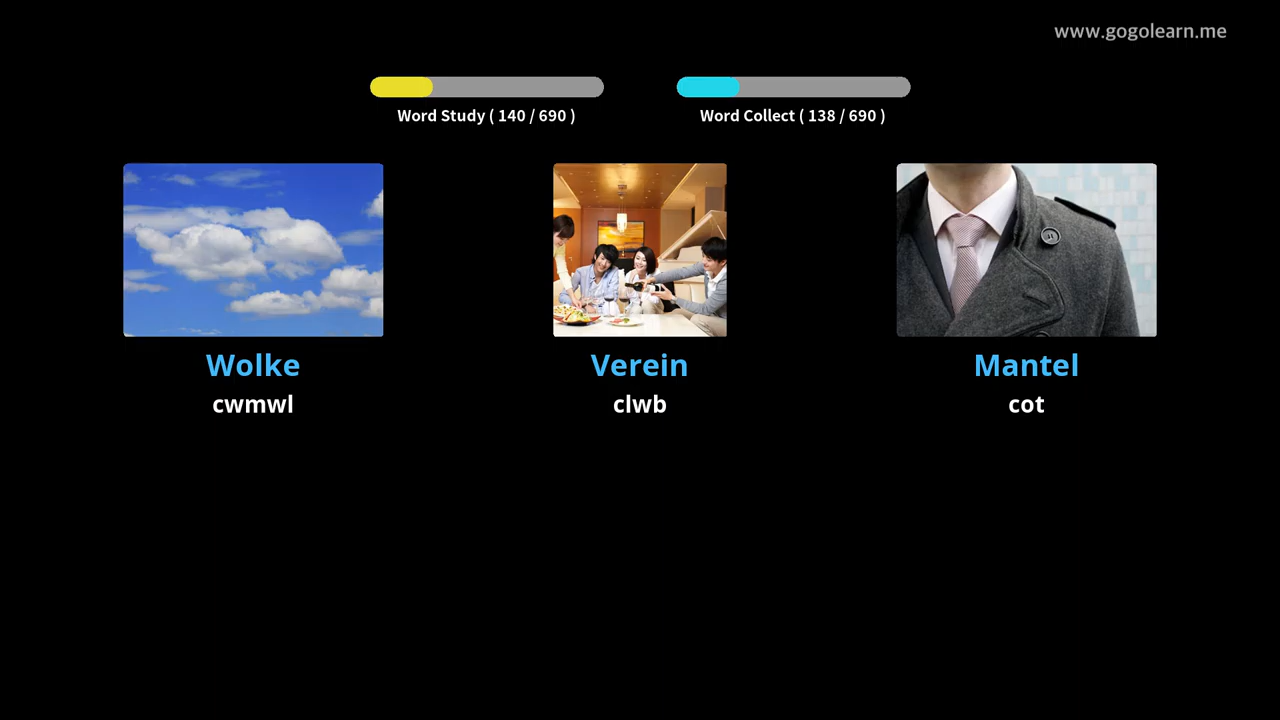 www.gogolearn.me
Word Study ( 140 / 690 )
Word Collect ( 138 / 690 )
Wolke
cwmwl
Verein
clwb
Mantel
cot